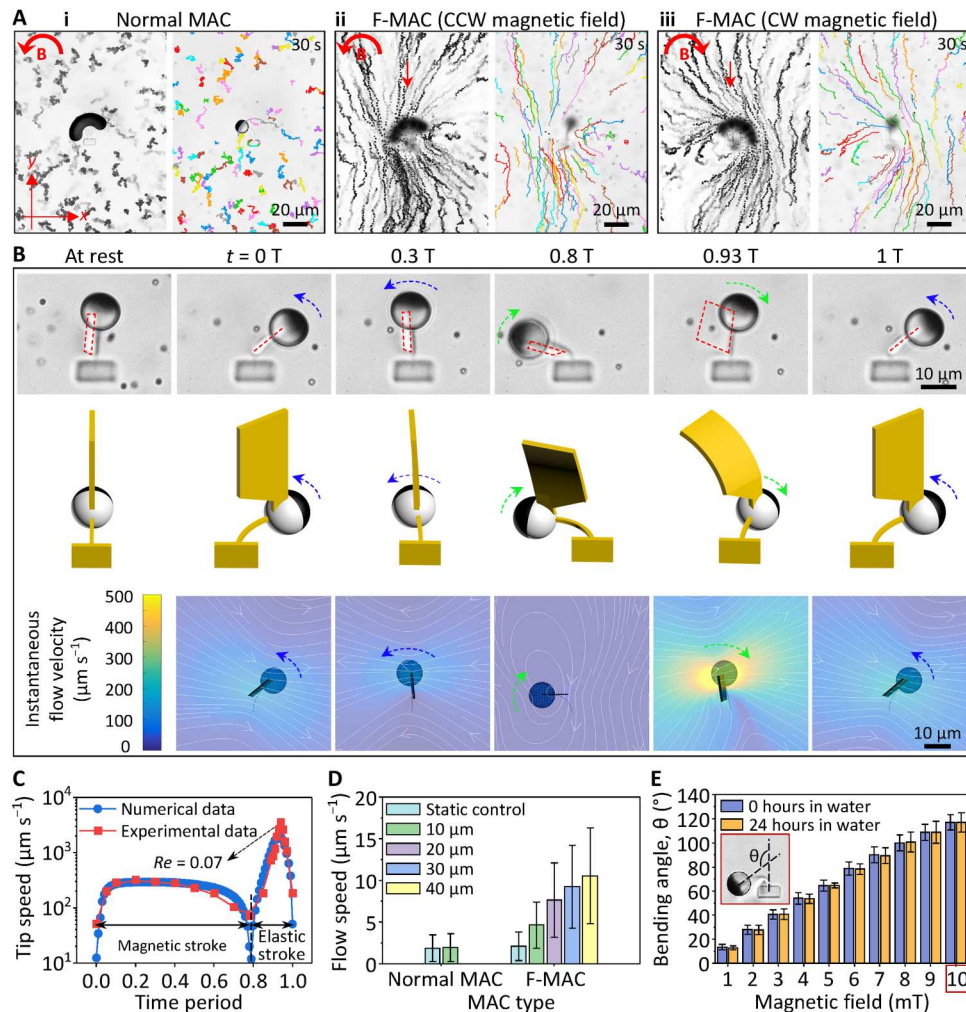 A
i Normal MAC
ii F-MAC (CCW magnetic field)
iii F-MAC (CW magnetic field)
B
30 s
B
30 s
B
30 s
y
x
20 µm
20 µm
20 µm
B
At rest
t = 0 T
0.3 T
0.8 T
0.93 T
1 T
10 µm
Instantaneous
flow velocity
(µm s⁻¹)
500
400
300
200
100
0
10 µm
C
Tip speed (µm s⁻¹)
10⁴
10³
10²
10¹
Numerical data
Experimental data
Re = 0.07
Magnetic stroke
Elastic
stroke
0.0 0.2 0.4 0.6 0.8 1.0
Time period
D
Flow speed (µm s⁻¹)
20
15
10
5
0
Static control
10 µm
20 µm
30 µm
40 µm
Normal MAC F-MAC
MAC type
E
Bending angle, θ (°)
140
120
100
80
60
40
20
0
0 hours in water
24 hours in water
θ
1 2 3 4 5 6 7 8 9 10
Magnetic field (mT)